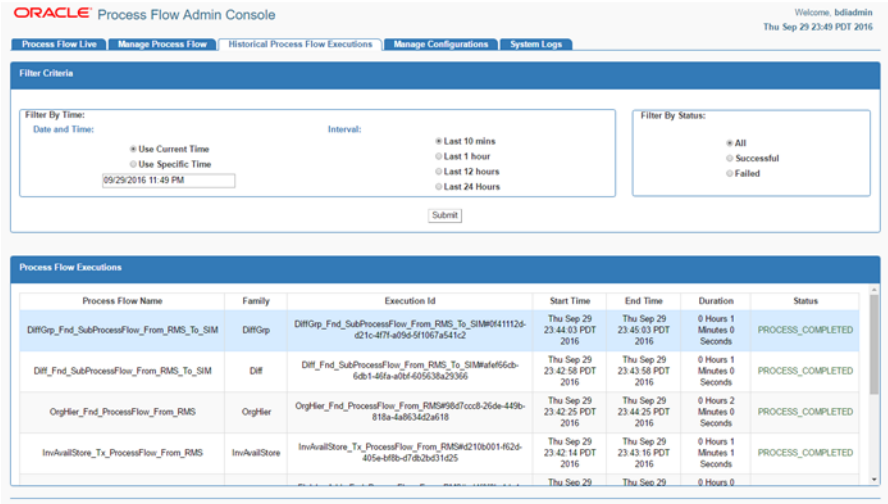 ORACLE Process Flow Admin Console
Welcome, bdiadmin
Thu Sep 29 23:49 PDT 2016
Process Flow Live
Manage Process Flow
Historical Process Flow Executions
Manage Configurations
System Logs
Filter Criteria
Filter By Time:
Date and Time:
Use Current Time
Use Specific Time
09/29/2016 11:49 PM
Interval:
Last 10 mins
Last 1 hour
Last 12 hours
Last 24 Hours
Filter By Status:
All
Successful
Failed
Submit
Process Flow Executions
Process Flow Name Family Execution Id Start Time End Time Duration Status
DiffGrp_Fnd_SubProcessFlow_From_RMS_To_SIM
DiffGrp
DiffGrp_Fnd_SubProcessFlow_From_RMS_To_SIM#0f41112d-
d21c-4f7f-a09d-5f1067a541c2
Thu Sep 29
23:44:03 PDT
2016
Thu Sep 29
23:45:03 PDT
2016
0 Hours 1
Minutes 0
Seconds
PROCESS_COMPLETED
Diff_Fnd_SubProcessFlow_From_RMS_To_SIM
Diff
Diff_Fnd_SubProcessFlow_From_RMS_To_SIM#afef66cb-
6db1-46fa-a0bf-605638a29366
Thu Sep 29
23:42:58 PDT
2016
Thu Sep 29
23:43:58 PDT
2016
0 Hours 1
Minutes 0
Seconds
PROCESS_COMPLETED
OrgHier_Fnd_ProcessFlow_From_RMS
OrgHier
OrgHier_Fnd_ProcessFlow_From_RMS#98d7ccc8-26de-449b-
818a-4a8634d2a618
Thu Sep 29
23:42:25 PDT
2016
Thu Sep 29
23:44:25 PDT
2016
0 Hours 2
Minutes 0
Seconds
PROCESS_COMPLETED
InvAvailStore_Tx_ProcessFlow_From_RMS
InvAvailStore
InvAvailStore_Tx_ProcessFlow_From_RMS#d210b001-f62d-
405e-bf8b-d7db2bd31d25
Thu Sep 29
23:42:14 PDT
2016
Thu Sep 29
23:43:16 PDT
2016
0 Hours 1
Minutes 1
Seconds
PROCESS_COMPLETED
Thu Sep 29
Thu Sep 29
0 Hours 0